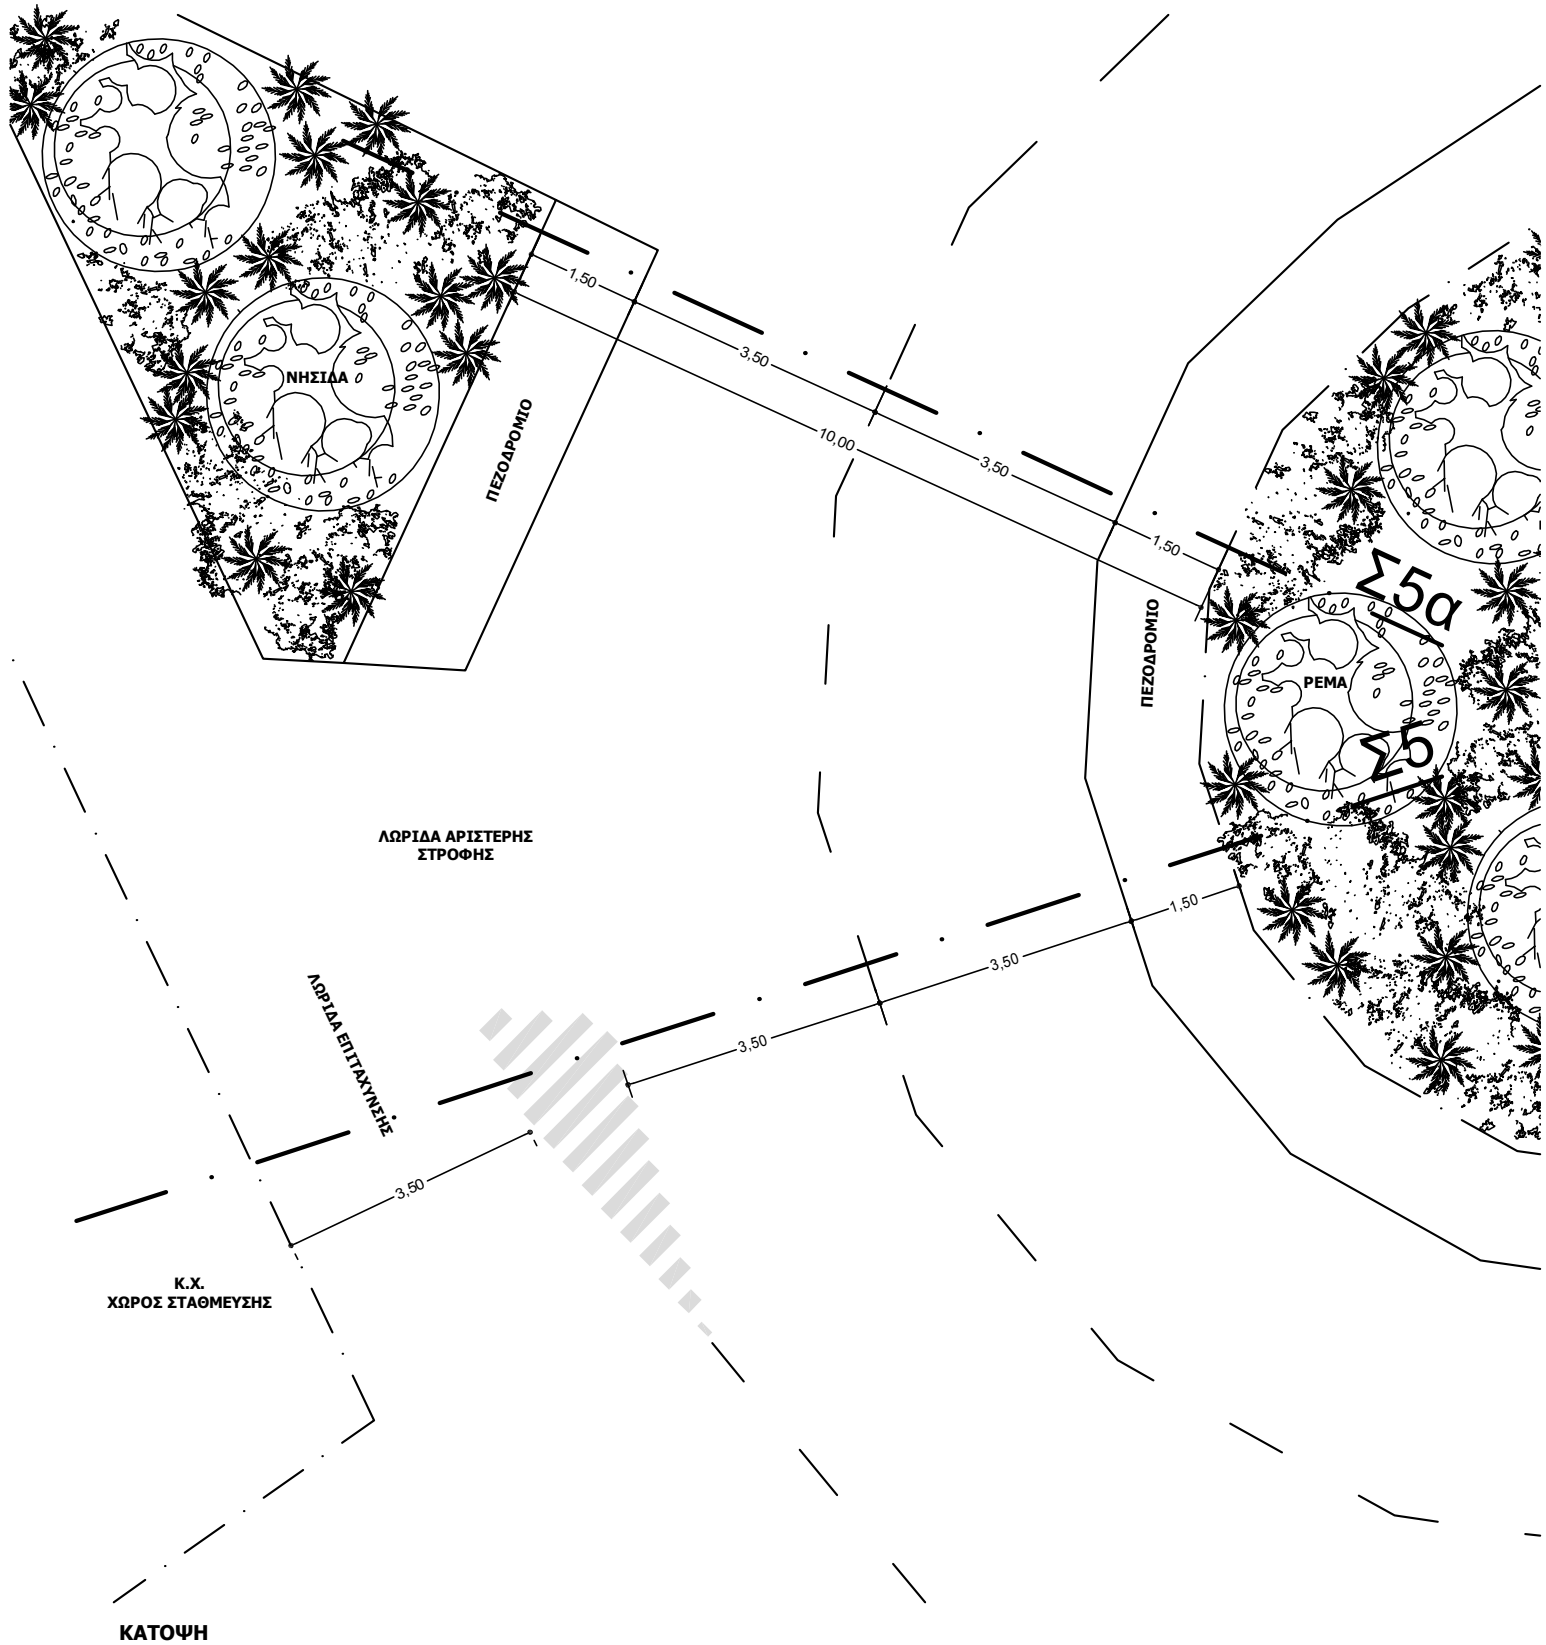 1,50
3,50
ΝΗΣΙΔΑ
ΠΕΖΟΔΡΟΜΙΟ
10,00
3,50
1,50
Σ5α
ΠΕΖΟΔΡΟΜΙΟ
ΡΕΜΑ
Σ5
ΛΩΡΙΔΑ ΑΡΙΣΤΕΡΗΣ
ΣΤΡΟΦΗΣ
1,50
3,50
3,50
ΛΩΡΙΔΑ ΕΠΙΤΑΧΥΝΣΗΣ
3,50
Κ.Χ.
ΧΩΡΟΣ ΣΤΑΘΜΕΥΣΗΣ
ΚΑΤΟΨΗ